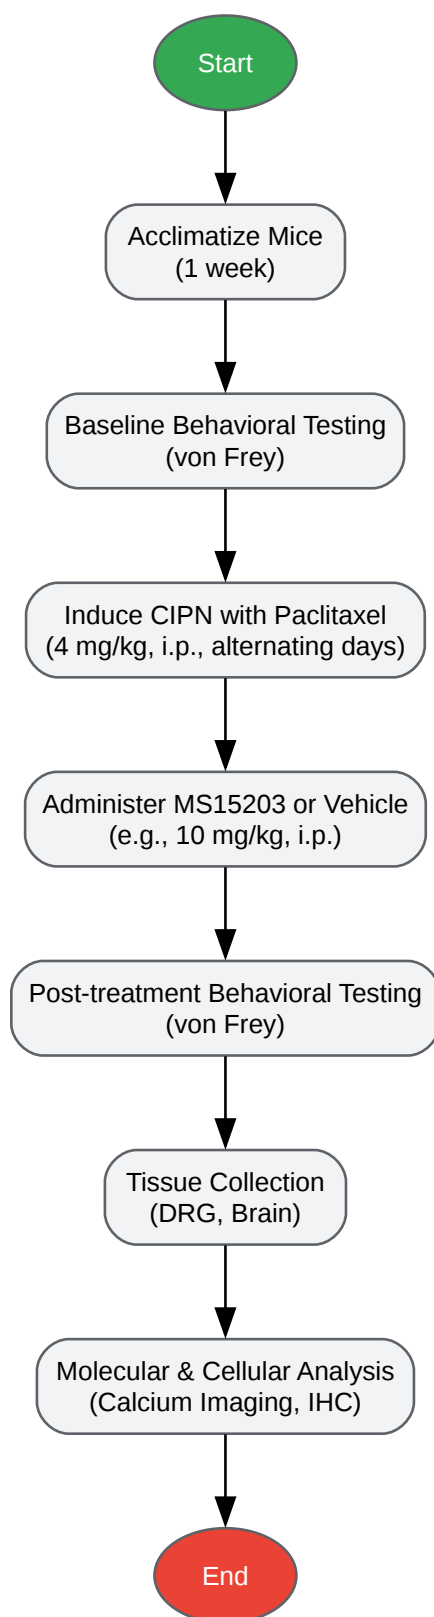 Start
Acclimatize Mice
(1 week)
Baseline Behavioral Testing
(von Frey)
Induce CIPN with Paclitaxel
(4 mg/kg, i.p., alternating days)
Administer MS15203 or Vehicle
(e.g., 10 mg/kg, i.p.)
Post-treatment Behavioral Testing
(von Frey)
Tissue Collection
(DRG, Brain)
Molecular & Cellular Analysis
(Calcium Imaging, IHC)
End